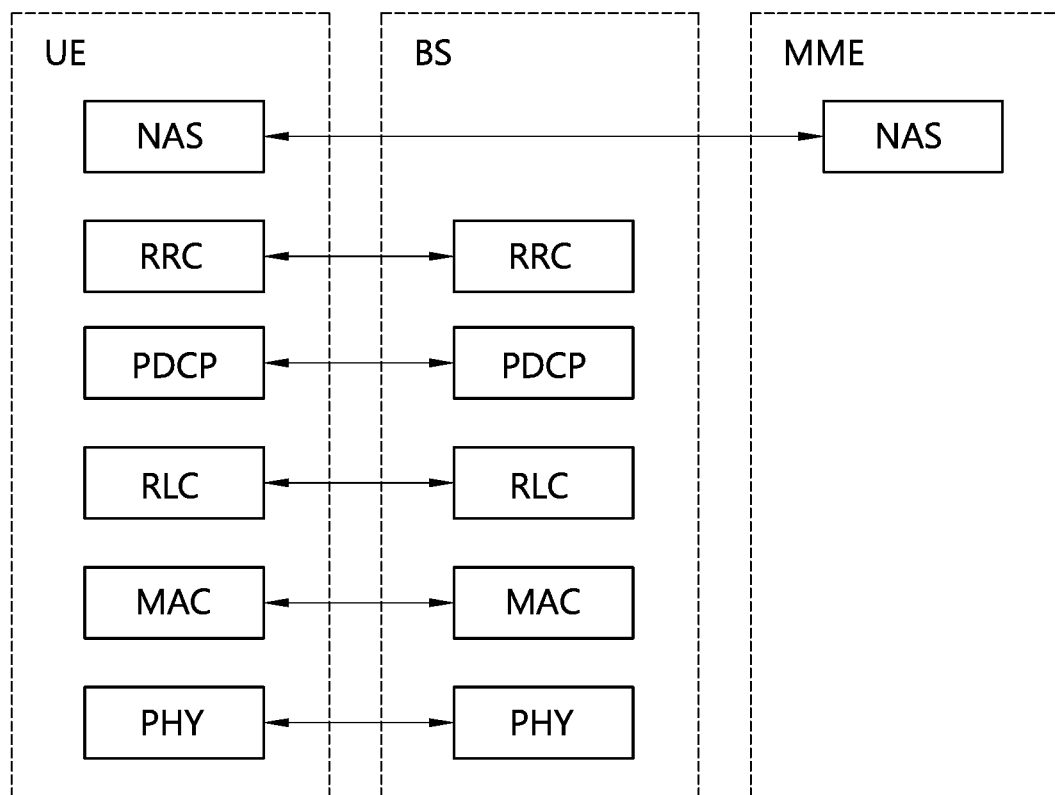 UE BS MME
NAS NAS
RRC RRC
PDCP PDCP
RLC RLC
MAC MAC
PHY PHY